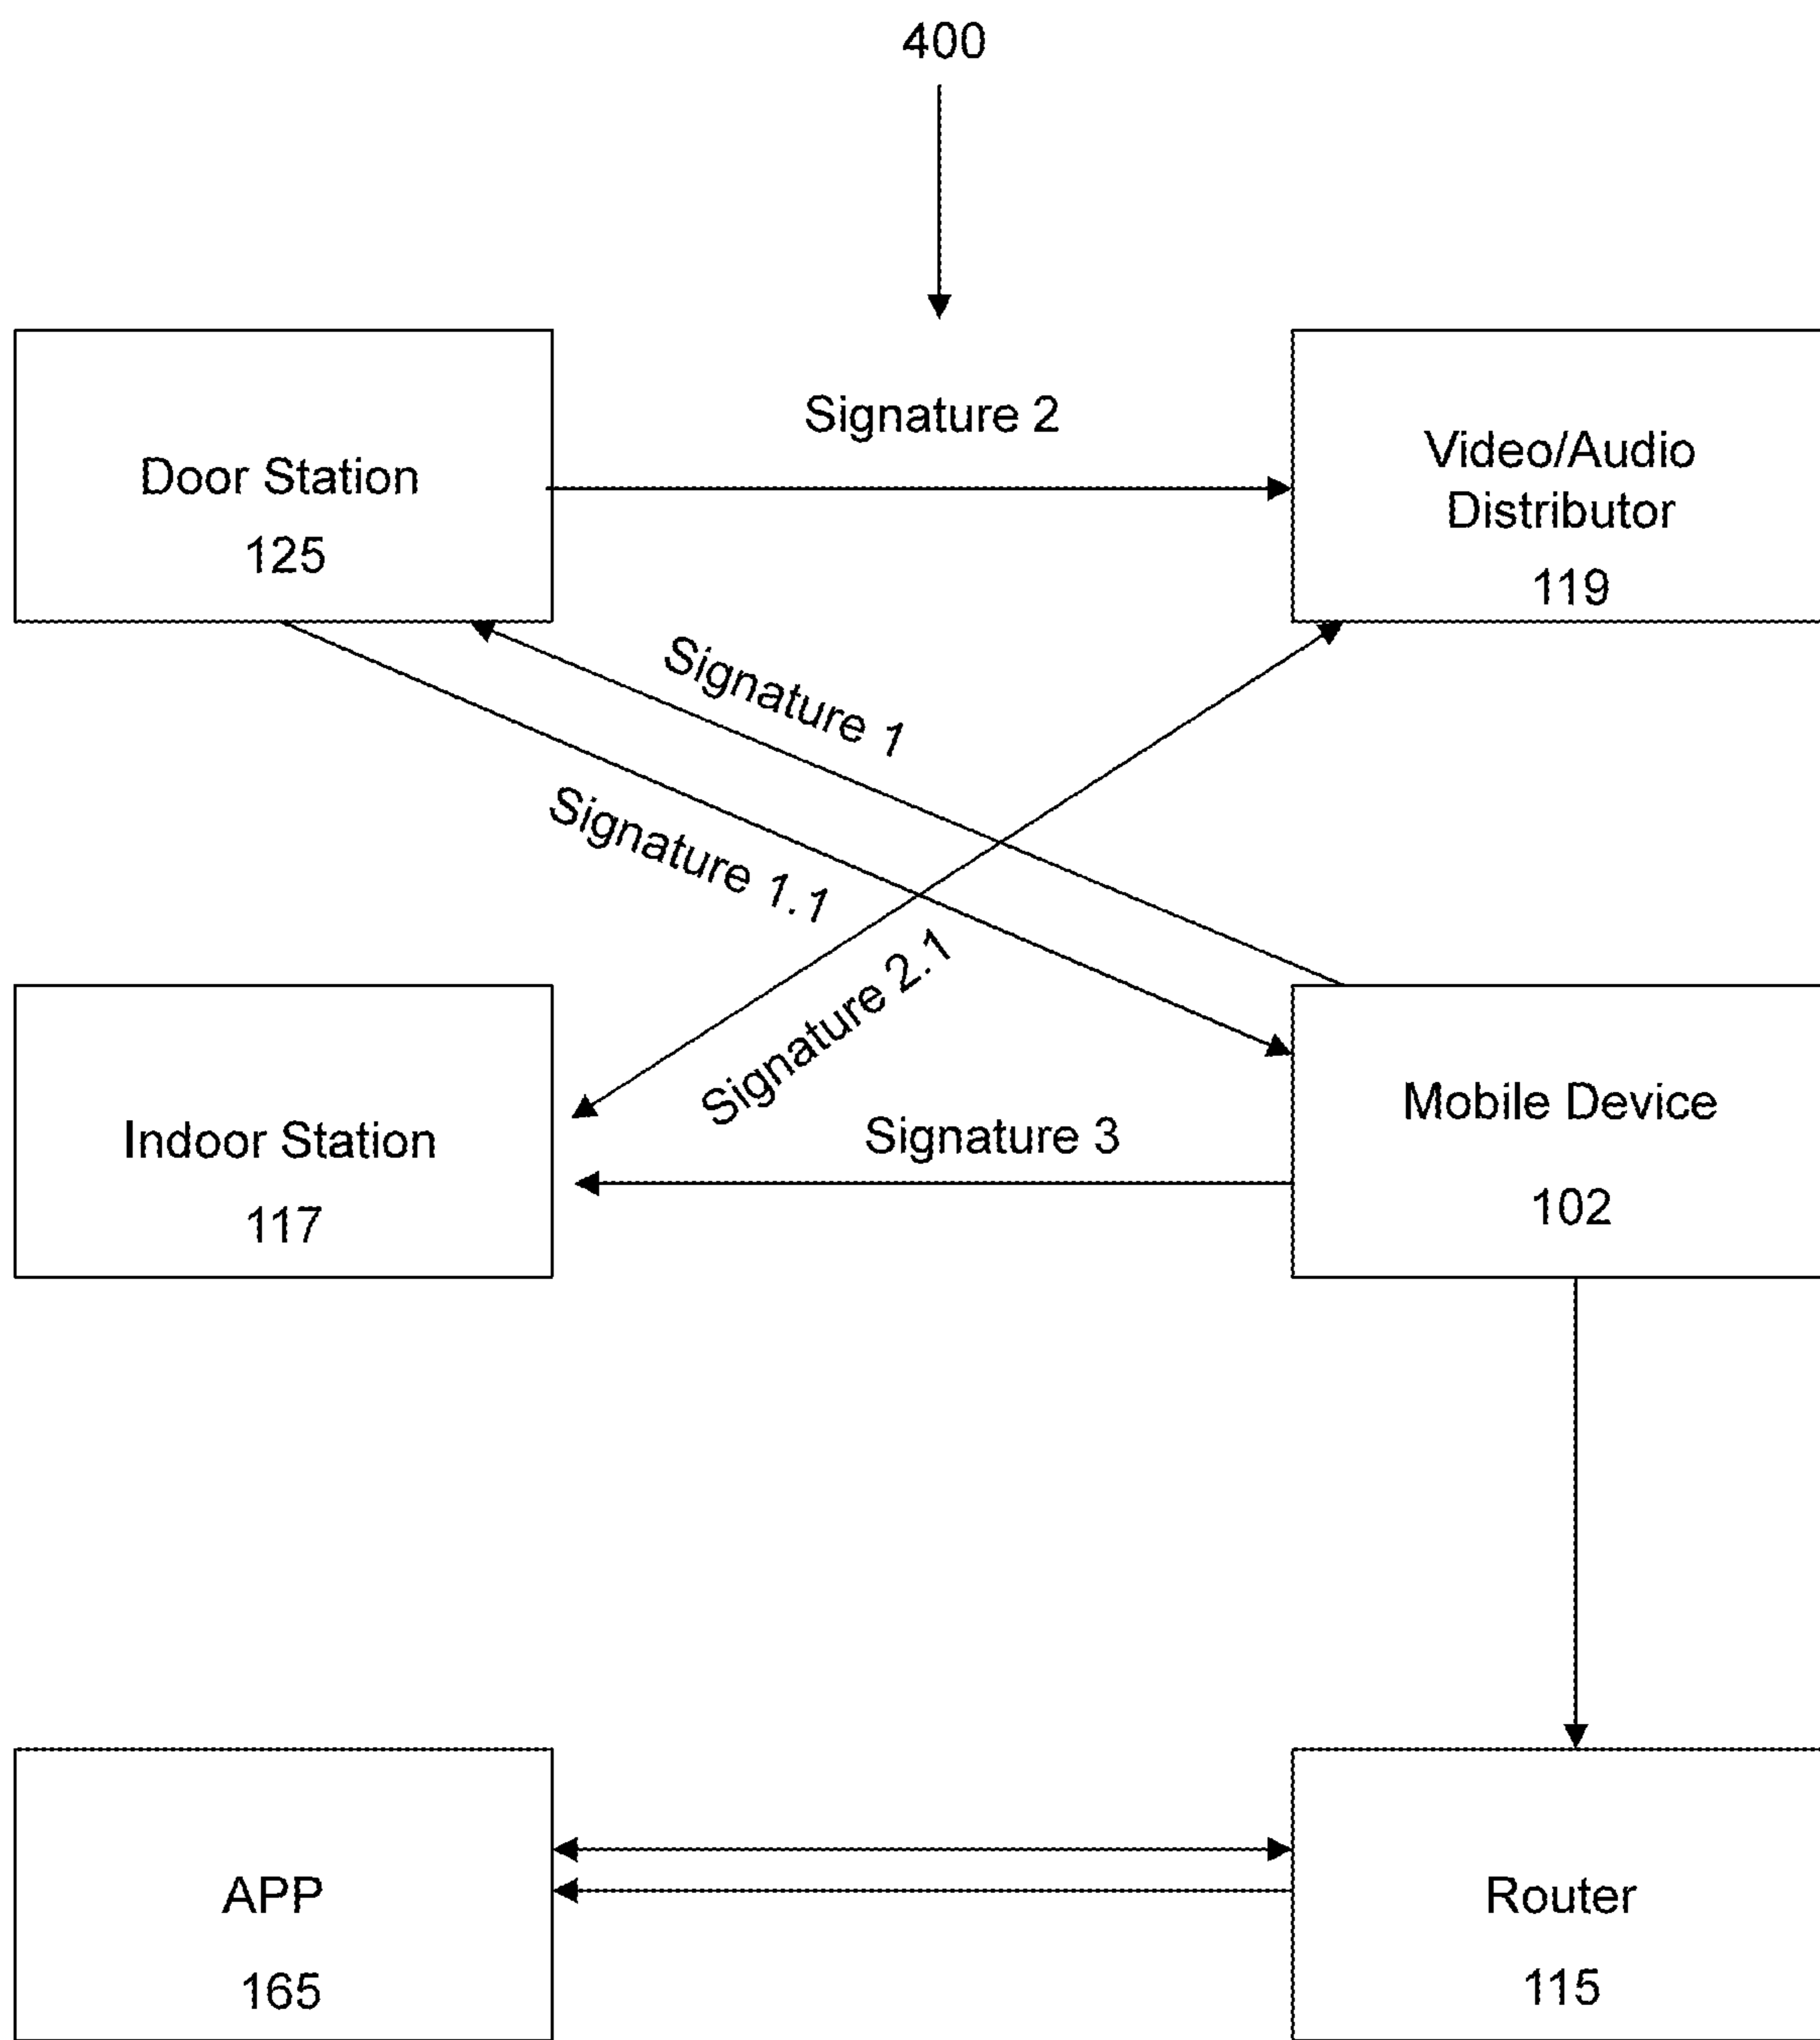 400
Signature 2
Door Station
125
Video/Audio
Distributor
119
Signature 1
Signature 1.1
Signature 2.1
Indoor Station
117
Signature 3
Mobile Device
102
APP
165
Router
115